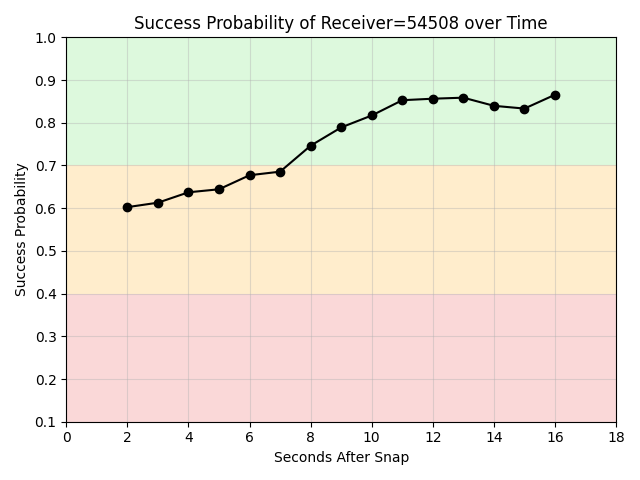 Success Probability of Receiver=54508 over Time
1.0
0.9
0.8
0.7
0.6
0.5
0.4
0.3
0.2
0.1
Success Probability
0 2 4 6 8 10 12 14 16 18
Seconds After Snap